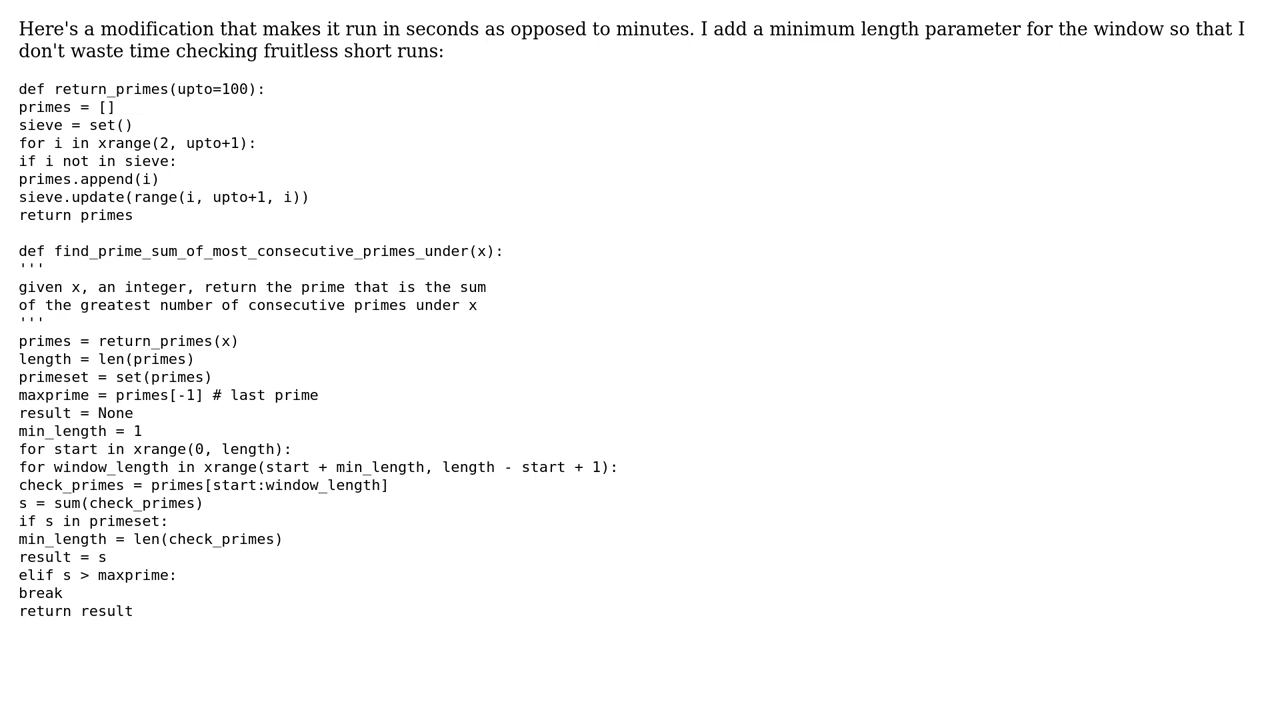 Here's a modification that makes it run in seconds as opposed to minutes. I add a minimum length parameter for the window so that I
don't waste time checking fruitless short runs:
def return_primes(upto=100):
primes = []
sieve = set()
for i in xrange(2, upto+1):
if i not in sieve:
primes.append(i)
sieve.update(range(i, upto+1, i))
return primes
def find_prime_sum_of_most_consecutive_primes_under(x):
'''
given x, an integer, return the prime that is the sum
of the greatest number of consecutive primes under x
'''
primes = return_primes(x)
length = len(primes)
primeset = set(primes)
maxprime = primes[-1] # last prime
result = None
min_length = 1
for start in xrange(0, length):
for window_length in xrange(start + min_length, length - start + 1):
check_primes = primes[start:window_length]
s = sum(check_primes)
if s in primeset:
min_length = len(check_primes)
result = s
elif s > maxprime:
break
return result